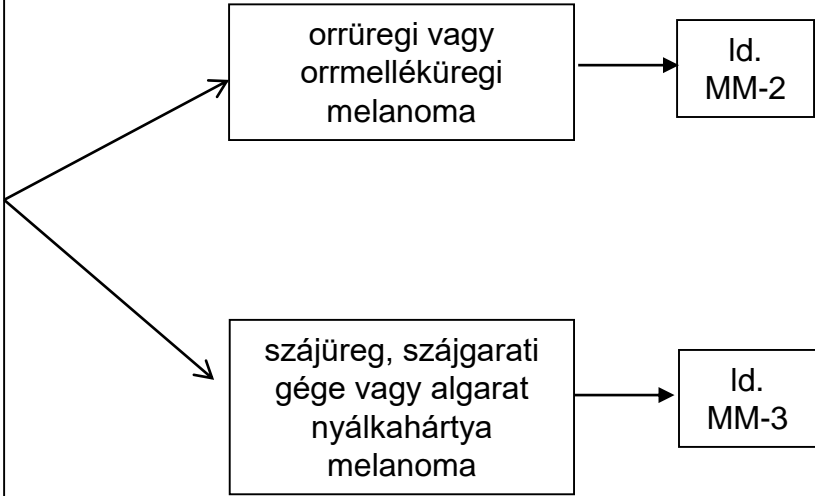 orrüregi vagy
orrmelléküregi
melanoma
ld.
MM-2
szájüreg, szájgarati
gége vagy algarat
nyálkahártya
melanoma
ld.
MM-3